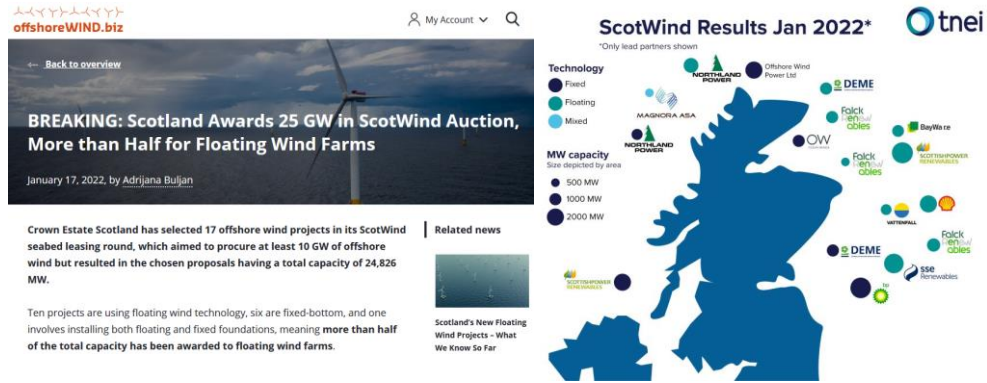 offshoreWIND.biz
My Account
Back to overview
BREAKING: Scotland Awards 25 GW in ScotWind Auction,
More than Half for Floating Wind Farms
January 17, 2022, by Adrijana Buljan
Crown Estate Scotland has selected 17 offshore wind projects in its ScotWind
seabed leasing round, which aimed to procure at least 10 GW of offshore
wind but resulted in the chosen proposals having a total capacity of 24,826
MW.
Ten projects are using floating wind technology, six are fixed-bottom, and one
involves installing both floating and fixed foundations, meaning more than half
of the total capacity has been awarded to floating wind farms.
Related news
Scotland's New Floating
Wind Projects – What
We Know So Far
ScotWind Results Jan 2022*
*Only lead partners shown
tnei
Technology
Fixed
Floating
Mixed
MW capacity
Size depicted by area
500 MW
1000 MW
2000 MW
NORTHLAND
POWER
Offshore Wind
Power Ltd
MAGNORA ASA
NORTHLAND
POWER
DEME
Falck
Renewables
OW
BayWa re
SCOTTISHPOWER
RENEWABLES
Falck
Renewables
VATTENFALL
Falck
Renewables
DEME
sse
Renewables
bp
SCOTTISHPOWER
RENEWABLES